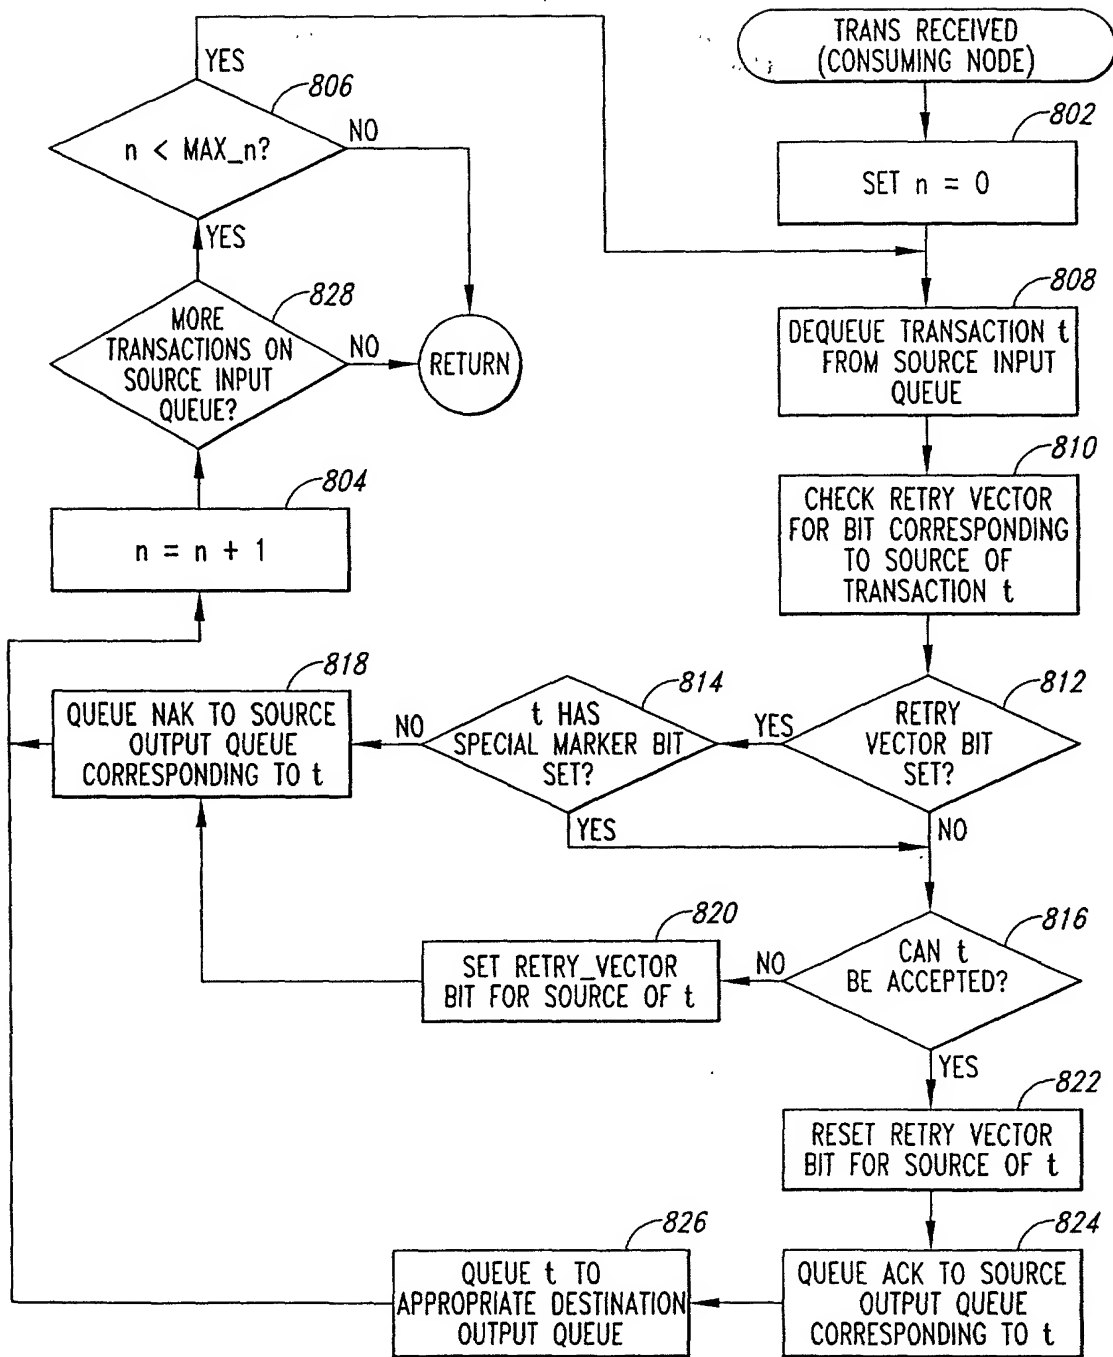 TRANS RECEIVED
(CONSUMING NODE)
802
SET n = 0
YES
806
n < MAX_n?
NO
YES
828
MORE
TRANSACTIONS ON
SOURCE INPUT
QUEUE?
NO
RETURN
808
DEQUEUE TRANSACTION t
FROM SOURCE INPUT
QUEUE
810
CHECK RETRY VECTOR
FOR BIT CORRESPONDING
TO SOURCE OF
TRANSACTION t
804
n = n + 1
818
QUEUE NAK TO SOURCE
OUTPUT QUEUE
CORRESPONDING TO t
NO
814
t HAS
SPECIAL MARKER BIT
SET?
YES
YES
812
RETRY
VECTOR BIT
SET?
NO
816
CAN t
BE ACCEPTED?
NO
YES
820
SET RETRY_VECTOR
BIT FOR SOURCE OF t
822
RESET RETRY VECTOR
BIT FOR SOURCE OF t
824
QUEUE ACK TO SOURCE
OUTPUT QUEUE
CORRESPONDING TO t
826
QUEUE t TO
APPROPRIATE DESTINATION
OUTPUT QUEUE